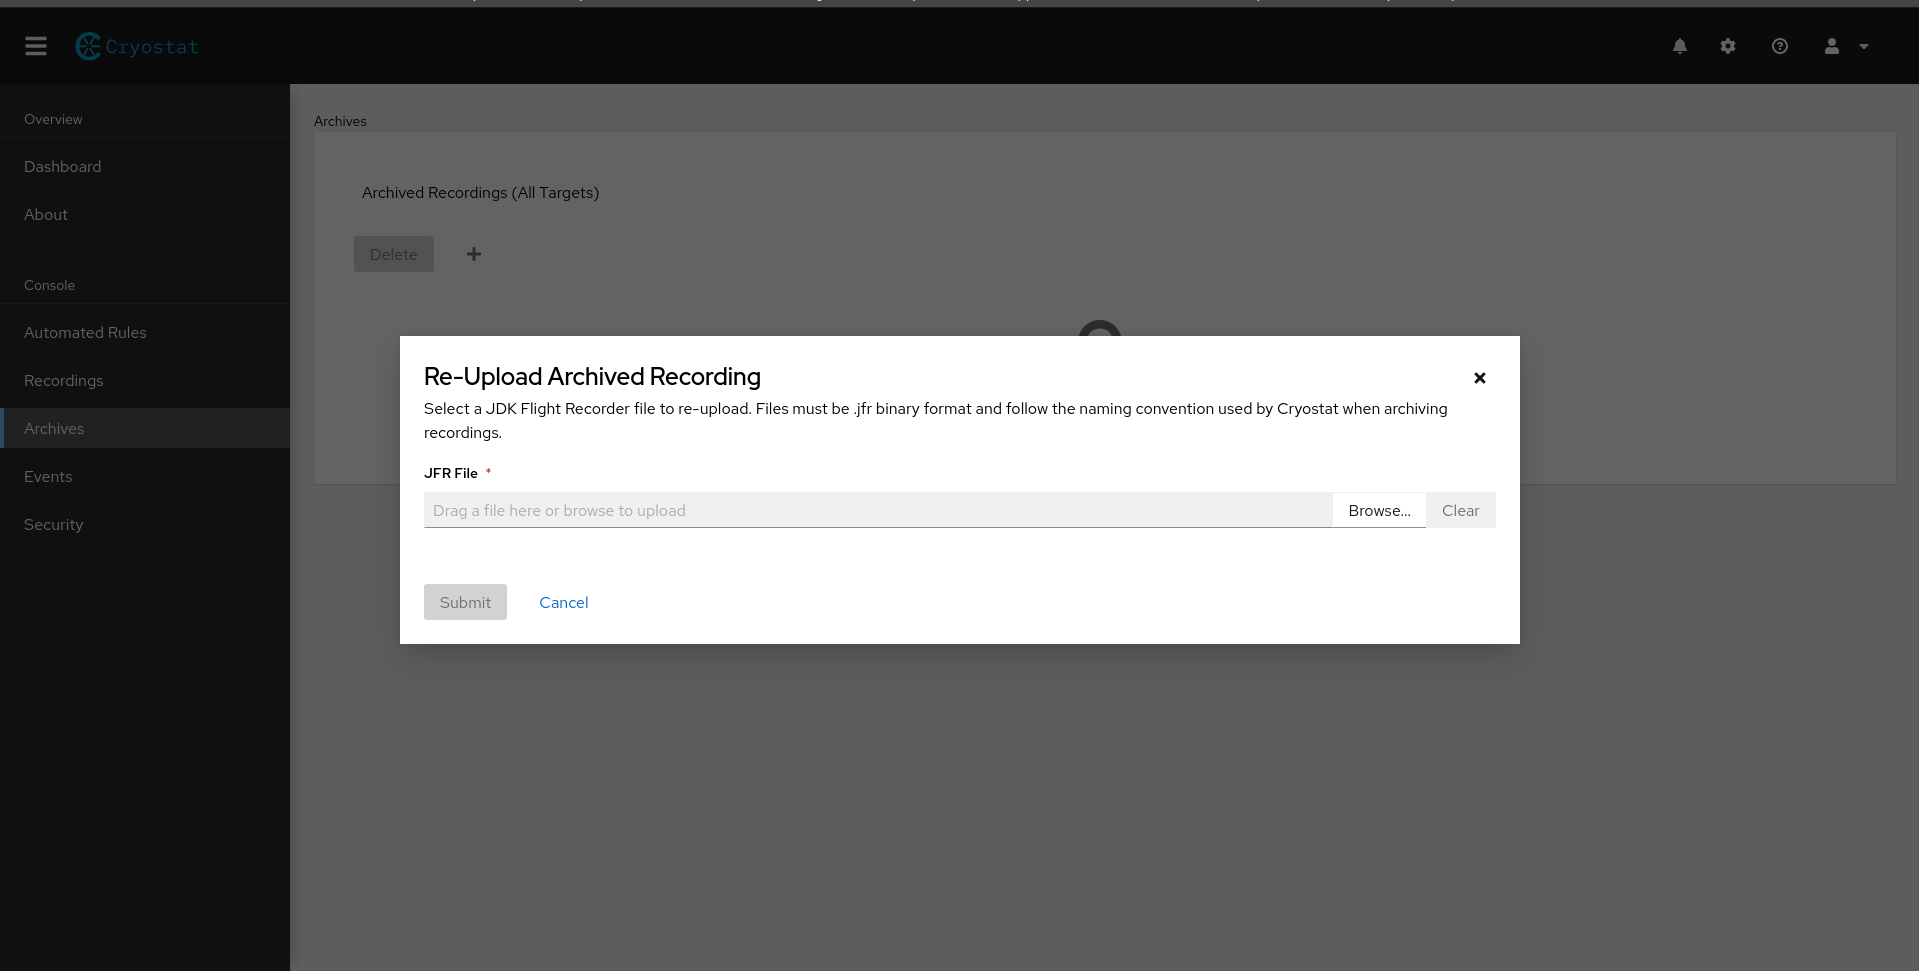 Cryostat
Overview
Dashboard
About
Console
Automated Rules
Recordings
Archives
Events
Security
Archives
Archived Recordings (All Targets)
Delete
Re-Upload Archived Recording
Select a JDK Flight Recorder file to re-upload. Files must be .jfr binary format and follow the naming convention used by Cryostat when archiving
recordings.
JFR File *
Drag a file here or browse to upload
Browse...
Clear
Submit
Cancel